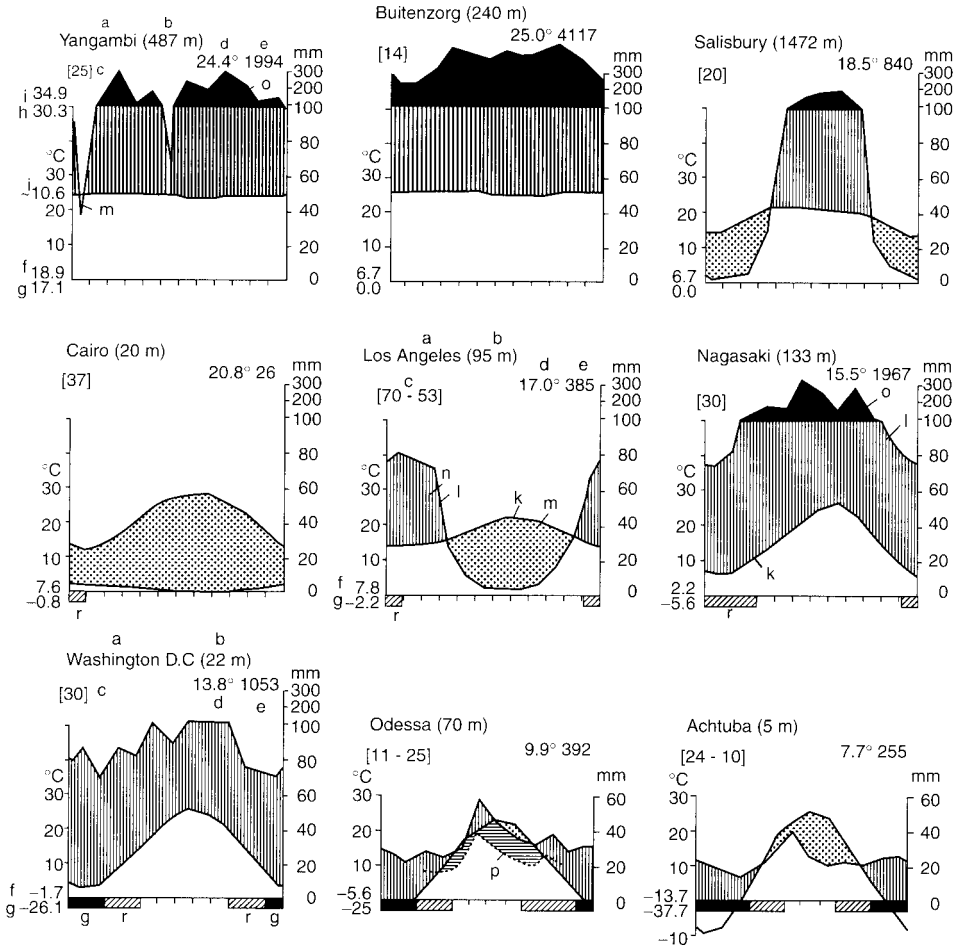 a b
Yangambi (487 m)
d e
24.4° 1994
[25] c
mm
300
200
100
80
60
40
20
0
i 34.9
h 30.3
°C
30
j
~10.6
20
10
f 18.9
g 17.1
m
o
Buitenzorg (240 m)
25.0° 4117
[14]
mm
300
200
100
80
60
40
20
0
°C
30
20
10
6.7
0.0
Salisbury (1472 m)
18.5° 840
[20]
mm
300
200
100
80
60
40
20
0
°C
30
20
10
6.7
0.0
Cairo (20 m)
20.8° 26
[37]
mm
300
200
100
80
60
40
20
0
°C
30
20
10
7.6
–0.8
r
a b
Los Angeles (95 m)
c d e
[70 - 53] 17.0° 385
mm
300
200
100
80
60
40
20
0
°C
30
20
10
f 7.8
g –2.2
n
l
k
m
r
Nagasaki (133 m)
15.5° 1967
[30]
mm
300
200
100
80
60
40
20
0
°C
30
20
10
2.2
–5.6
o
l
k
r
a b
Washington D.C (22 m)
13.8° 1053
[30] c d e
mm
300
200
100
80
60
40
20
0
°C
30
20
10
f –1.7
g –26.1
g r r g
Odessa (70 m)
[11 - 25] 9.9° 392
°C
30
20
10
–5.6
–25
mm
60
40
20
0
p
Achtuba (5 m)
[24 - 10] 7.7° 255
°C
30
20
10
–13.7
–37.7
–10
mm
60
40
20
0